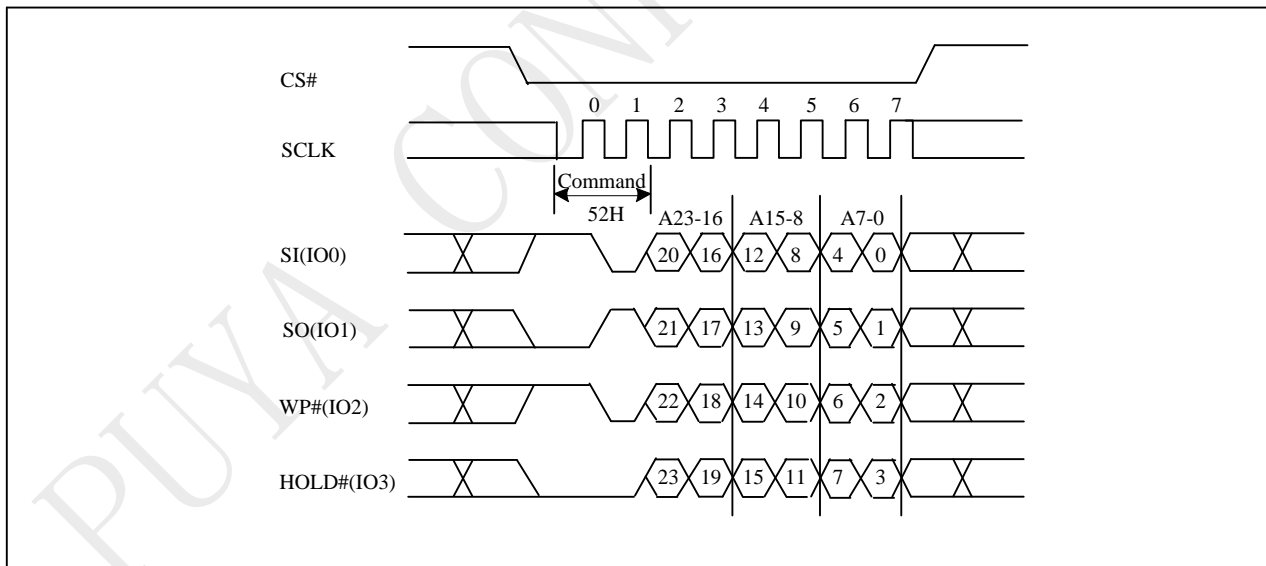 PUYA CONF
CS#
0 1 2 3 4 5 6 7
SCLK
Command
52H
A23-16 A15-8 A7-0
SI(IO0) 20 16 12 8 4 0
SO(IO1) 21 17 13 9 5 1
WP#(IO2) 22 18 14 10 6 2
HOLD#(IO3) 23 19 15 11 7 3